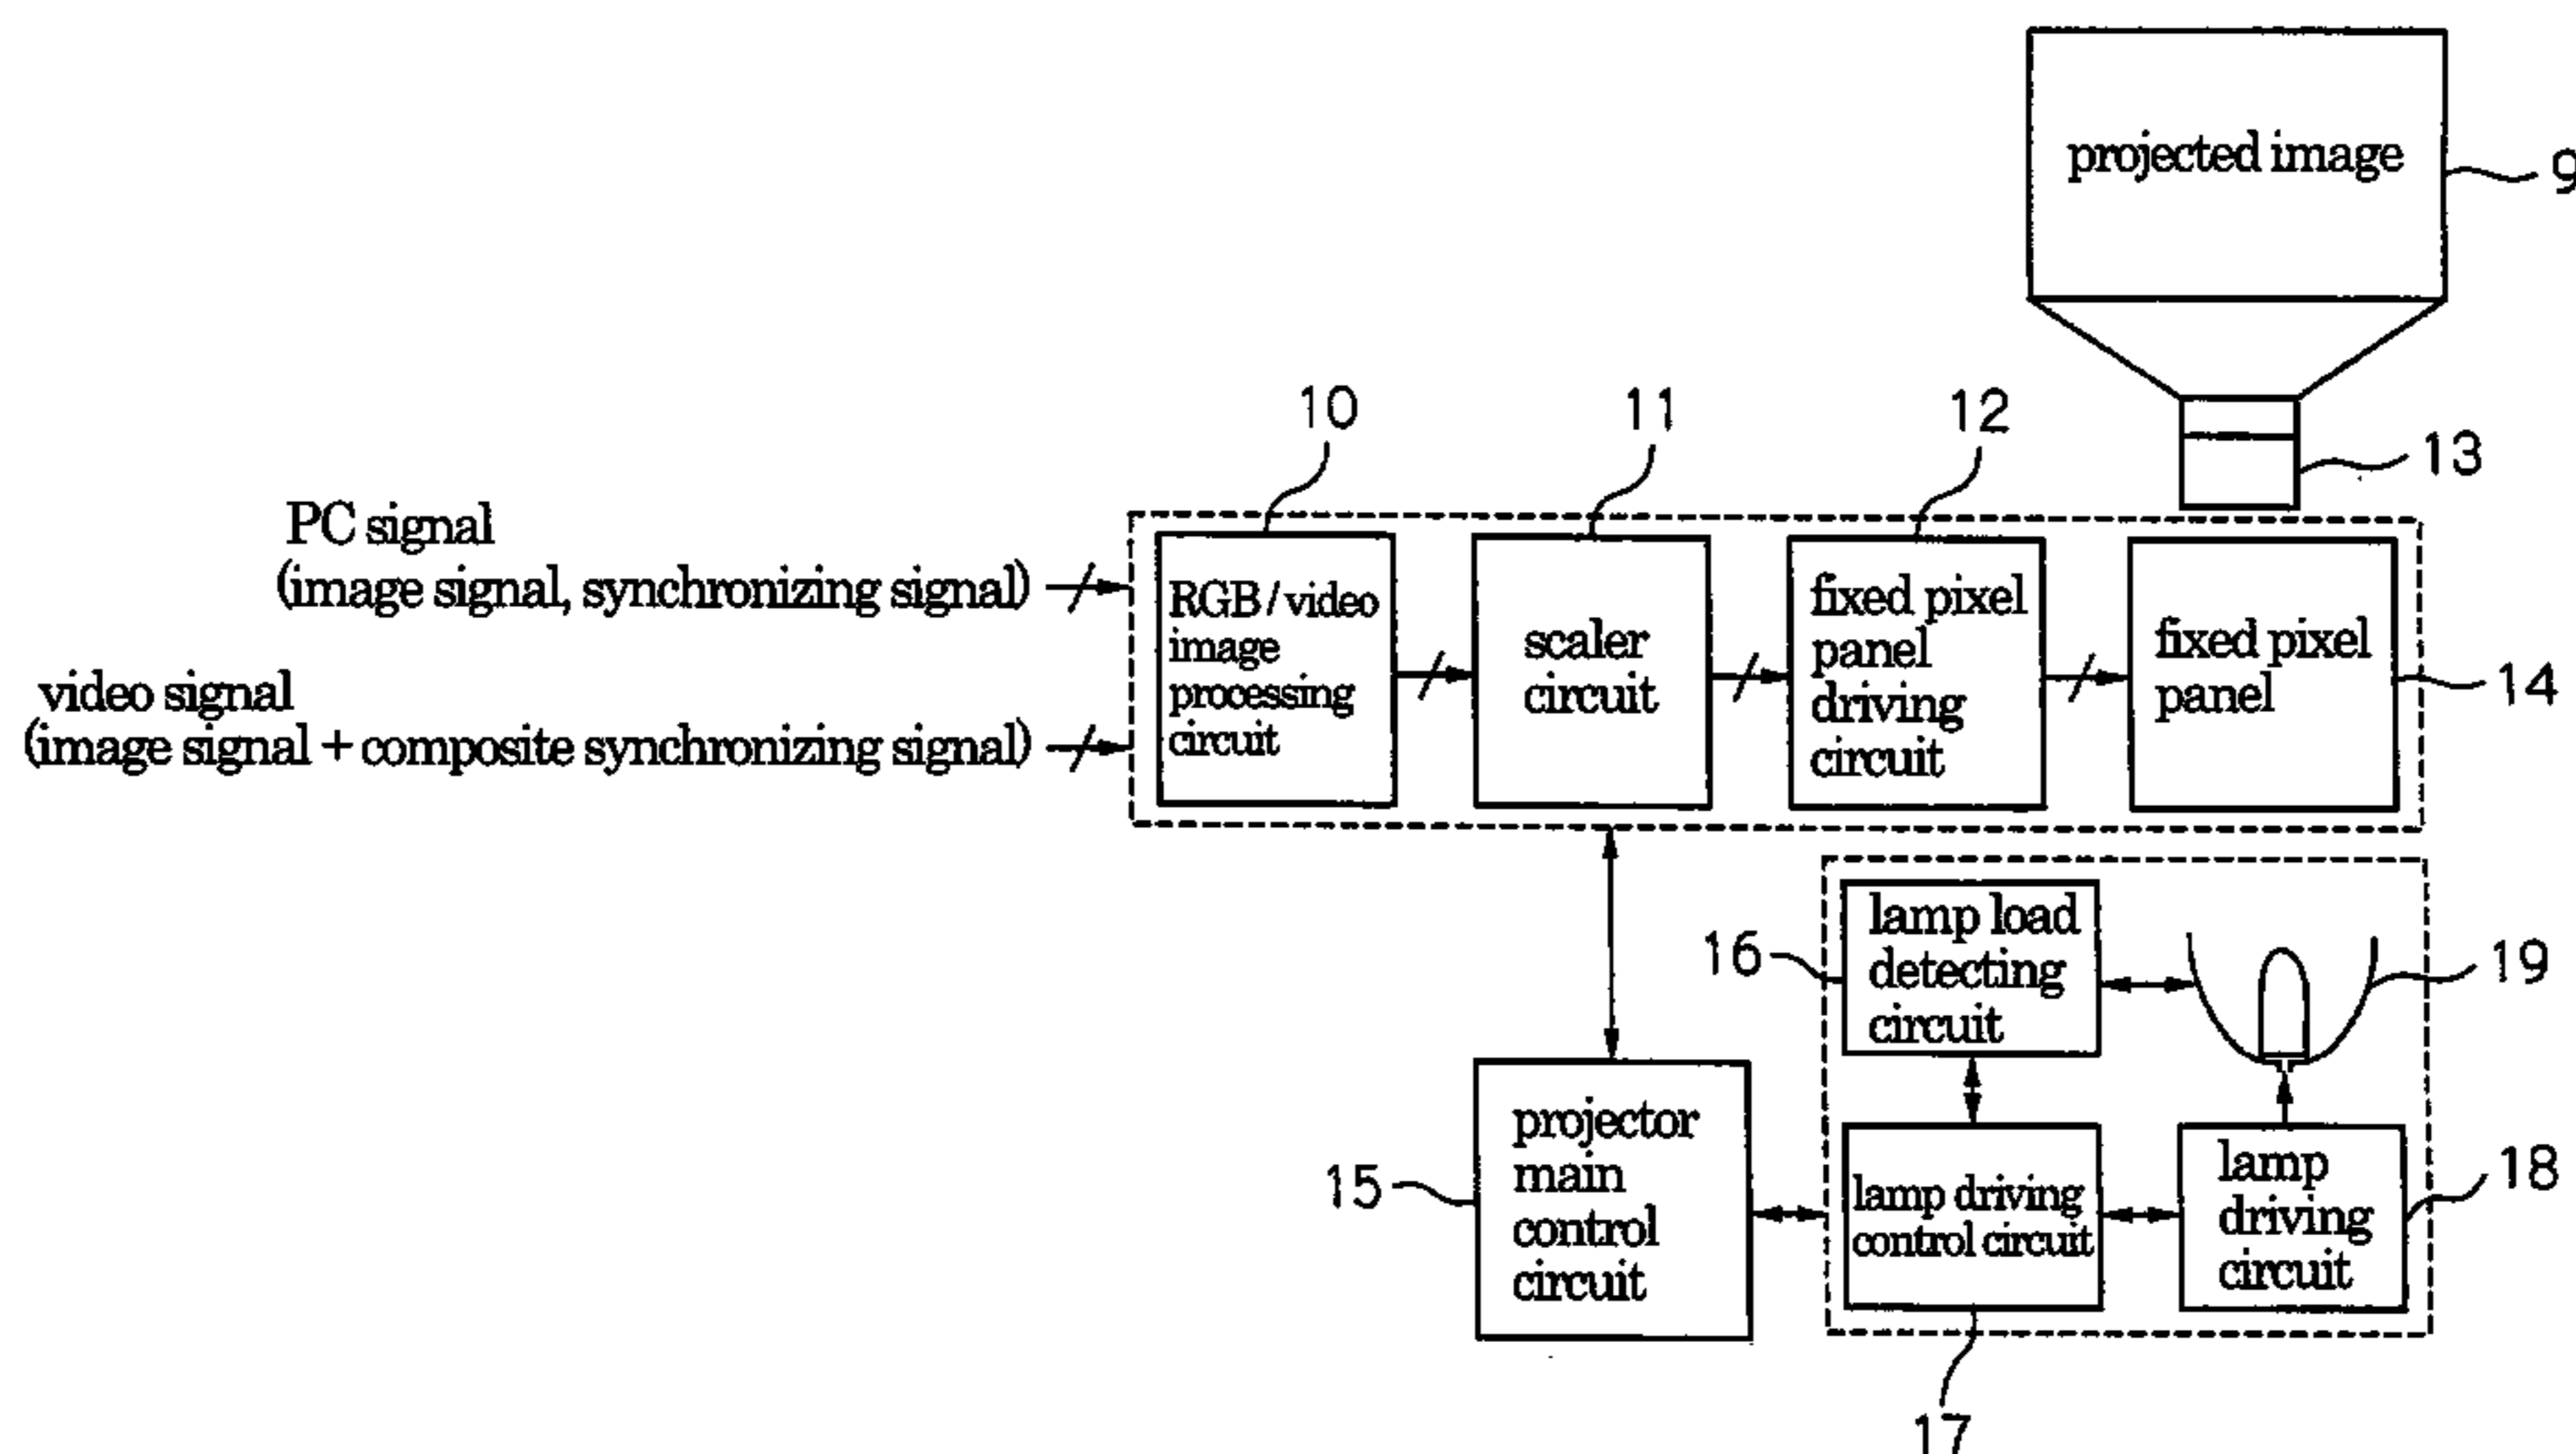 projected image
9
10
11
12
13
PC signal
(image signal, synchronizing signal)
video signal
(image signal + composite synchronizing signal)
RGB / video
image
processing
circuit
scaler
circuit
fixed pixel
panel
driving
circuit
fixed pixel
panel
14
16
lamp load
detecting
circuit
19
15
projector
main
control
circuit
lamp driving
control circuit
lamp
driving
circuit
18
17